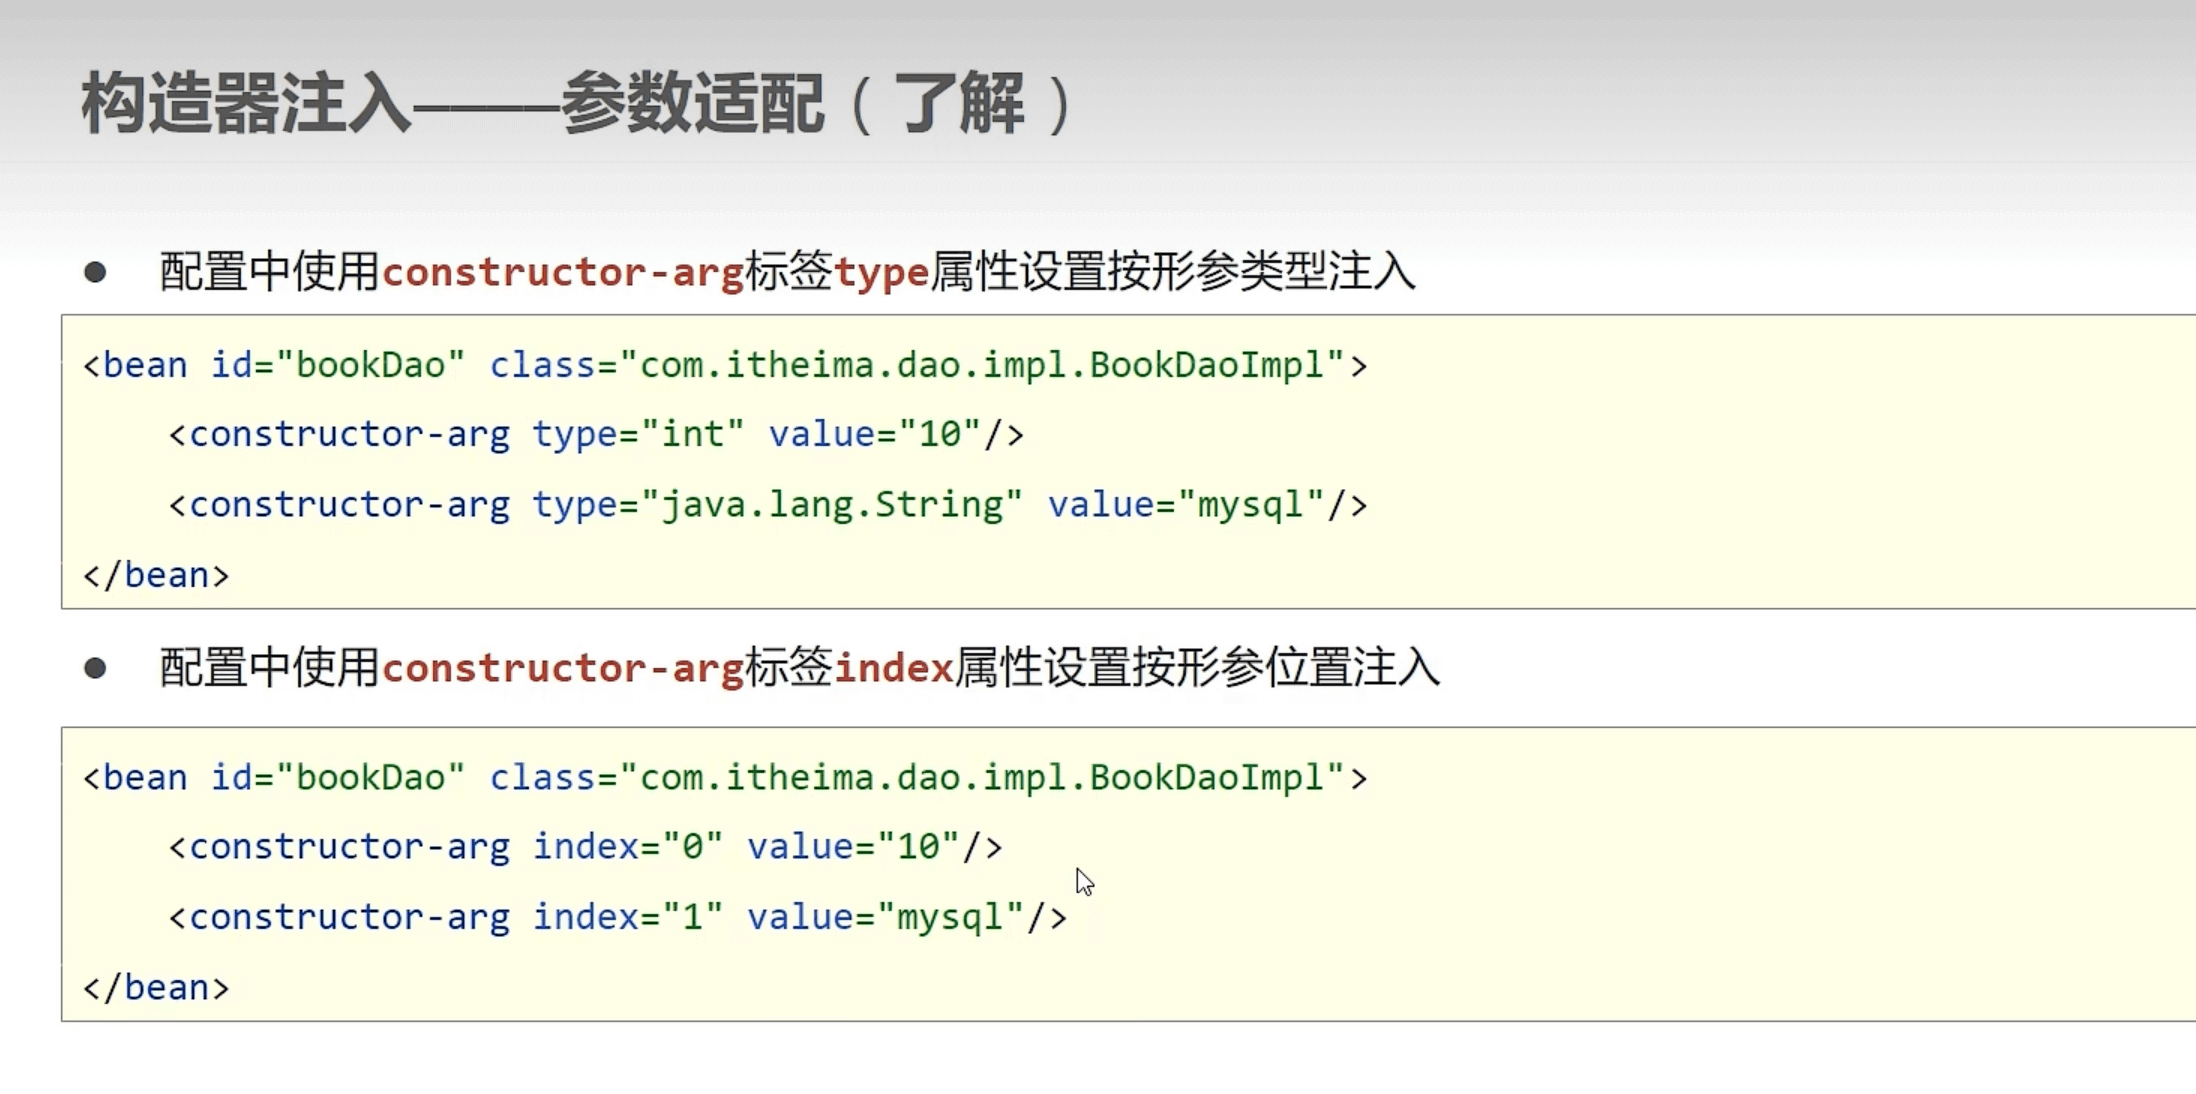 构造器注入——参数适配（了解）
● 配置中使用constructor-arg标签type属性设置按形参类型注入
<bean id="bookDao" class="com.itheima.dao.impl.BookDaoImpl">
    <constructor-arg type="int" value="10"/>
    <constructor-arg type="java.lang.String" value="mysql"/>
</bean>
● 配置中使用constructor-arg标签index属性设置按形参位置注入
<bean id="bookDao" class="com.itheima.dao.impl.BookDaoImpl">
    <constructor-arg index="0" value="10"/>
    <constructor-arg index="1" value="mysql"/>
</bean>